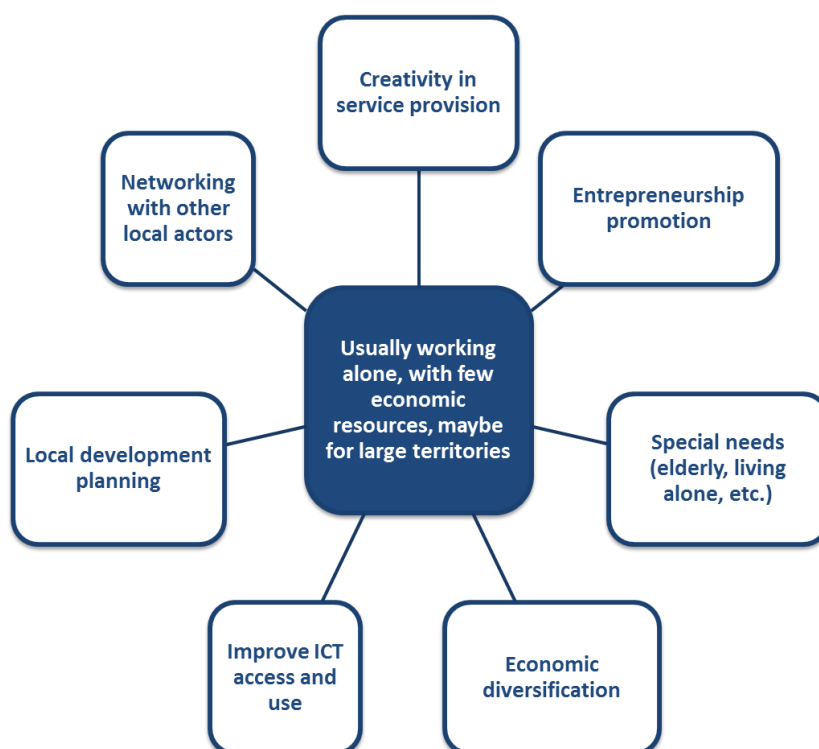 Creativity in
service provision
Networking
with other
local actors
Entrepreneurship
promotion
Usually working
alone, with few
economic
resources, maybe
for large territories
Local development
planning
Special needs
(elderly, living
alone, etc.)
Improve ICT
access and
use
Economic
diversification